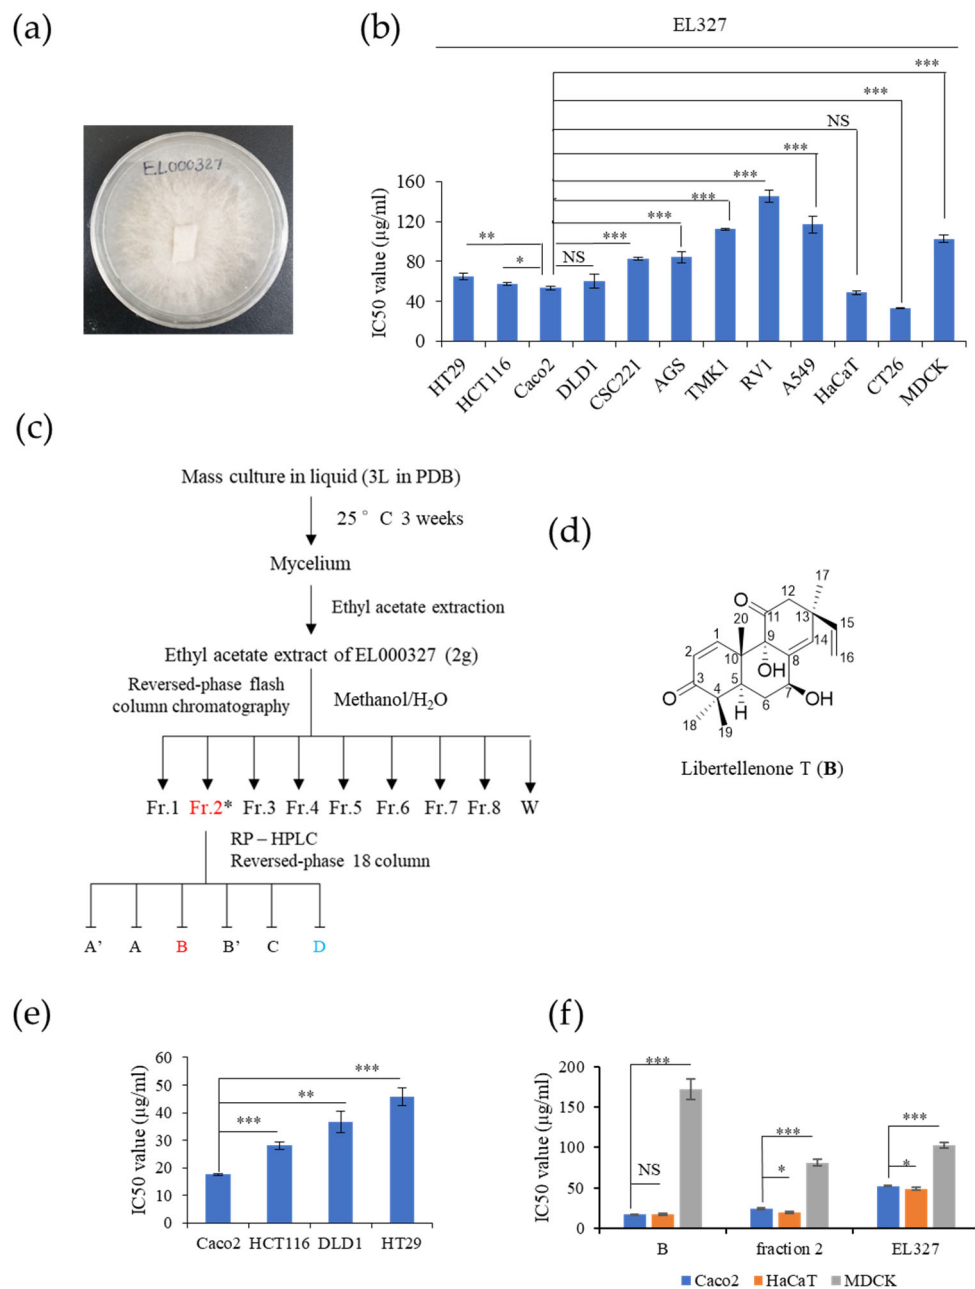 (a)
EL000327
(b)
EL327
***
***
NS
***
***
***
***
***
NS
**
*
IC50 value (µg/ml)
160
120
80
40
0
HT29
HCT116
Caco2
DLD1
CSC221
AGS
TMK1
RV1
A549
HaCaT
CT26
MDCK
(c)
Mass culture in liquid (3L in PDB)
25 ° C 3 weeks
Mycelium
Ethyl acetate extraction
Ethyl acetate extract of EL000327 (2g)
Reversed-phase flash
column chromatography
Methanol/H2O
Fr.1 Fr.2* Fr.3 Fr.4 Fr.5 Fr.6 Fr.7 Fr.8 W
RP – HPLC
Reversed-phase 18 column
A’ A B B’ C D
(d)
17
12
O
11
13
15
20
1
9
14
16
2
10
8
OH
3
5
O
4
6
7
OH
H
18
19
Libertellenone T (B)
(e)
IC50 value (µg/ml)
60
50
40
30
20
10
0
***
**
***
Caco2 HCT116 DLD1 HT29
(f)
IC50 value (µg/ml)
200
150
100
50
0
***
NS
***
*
***
*
B fraction 2 EL327
Caco2 HaCaT MDCK